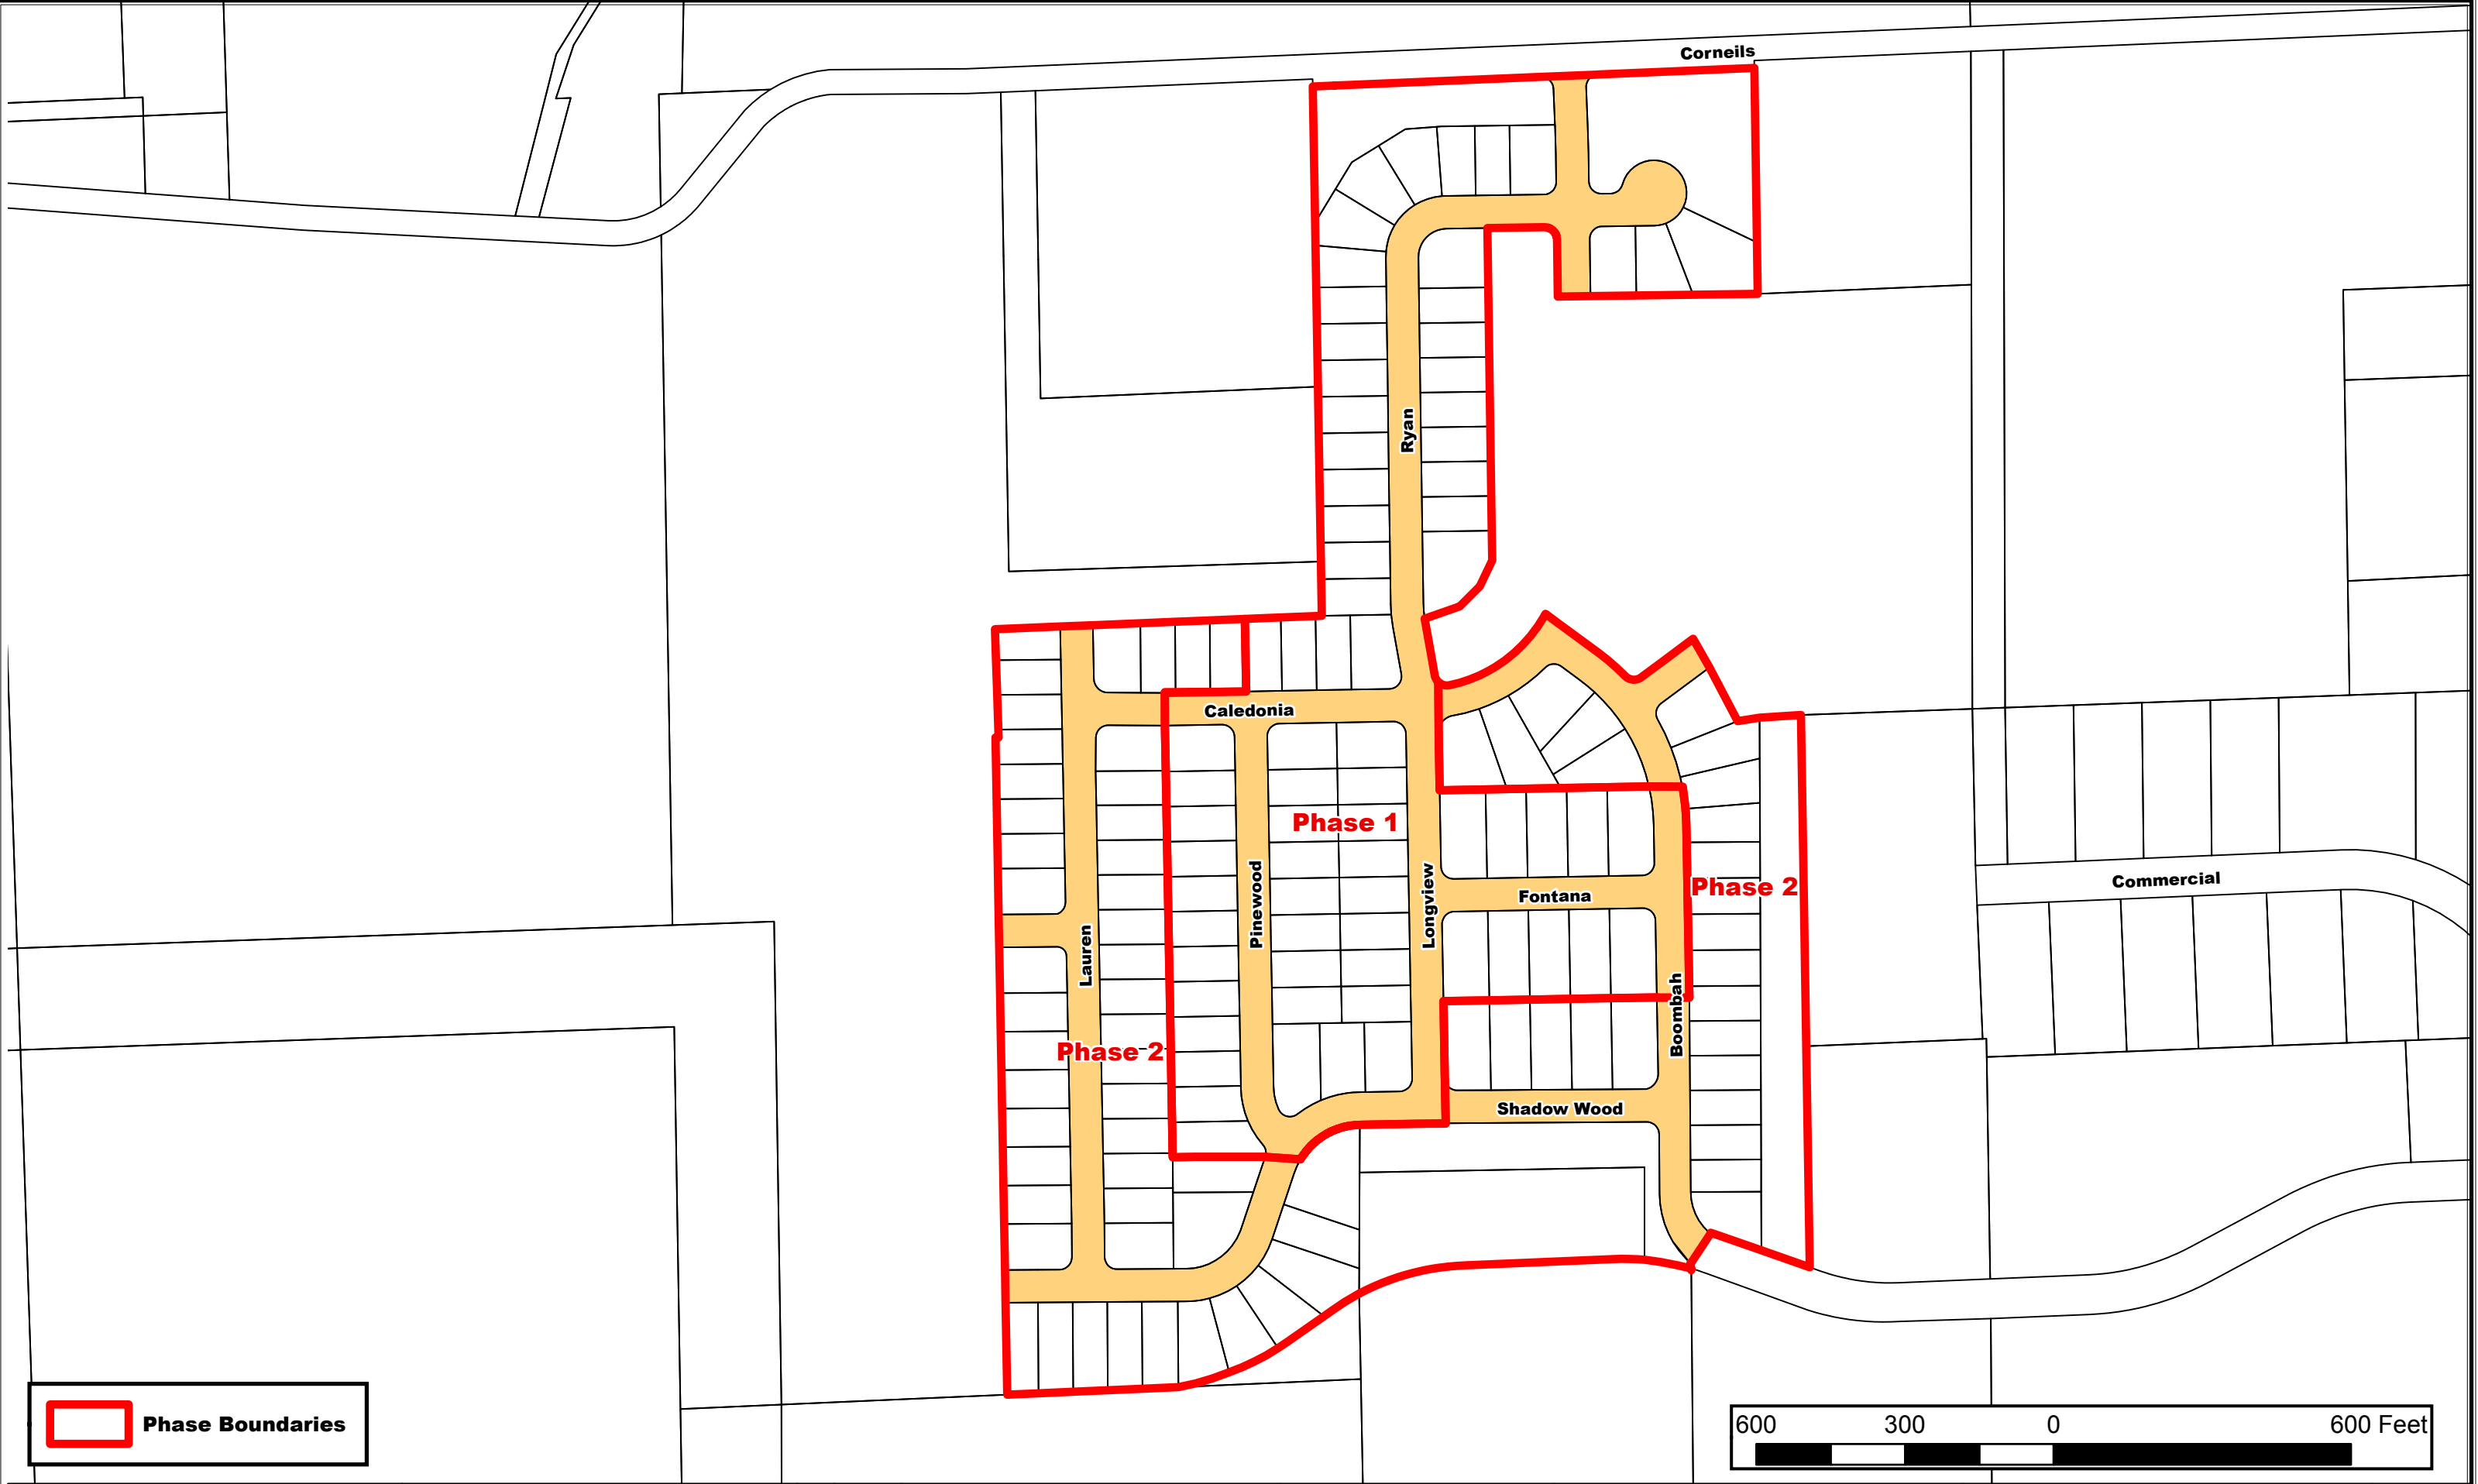 Corneils
Ryan
Caledonia
Phase 1
Pinewood
Longview
Fontana
Phase 2
Commercial
Lauren
Boombah
Phase 2
Shadow Wood
Phase Boundaries
600 300 0 600 Feet